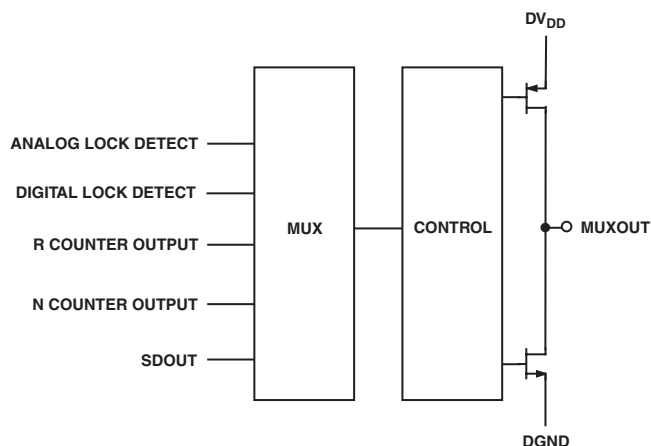 DVDD
ANALOG LOCK DETECT
DIGITAL LOCK DETECT
R COUNTER OUTPUT
N COUNTER OUTPUT
SDOUT
MUX
CONTROL
MUXOUT
DGND